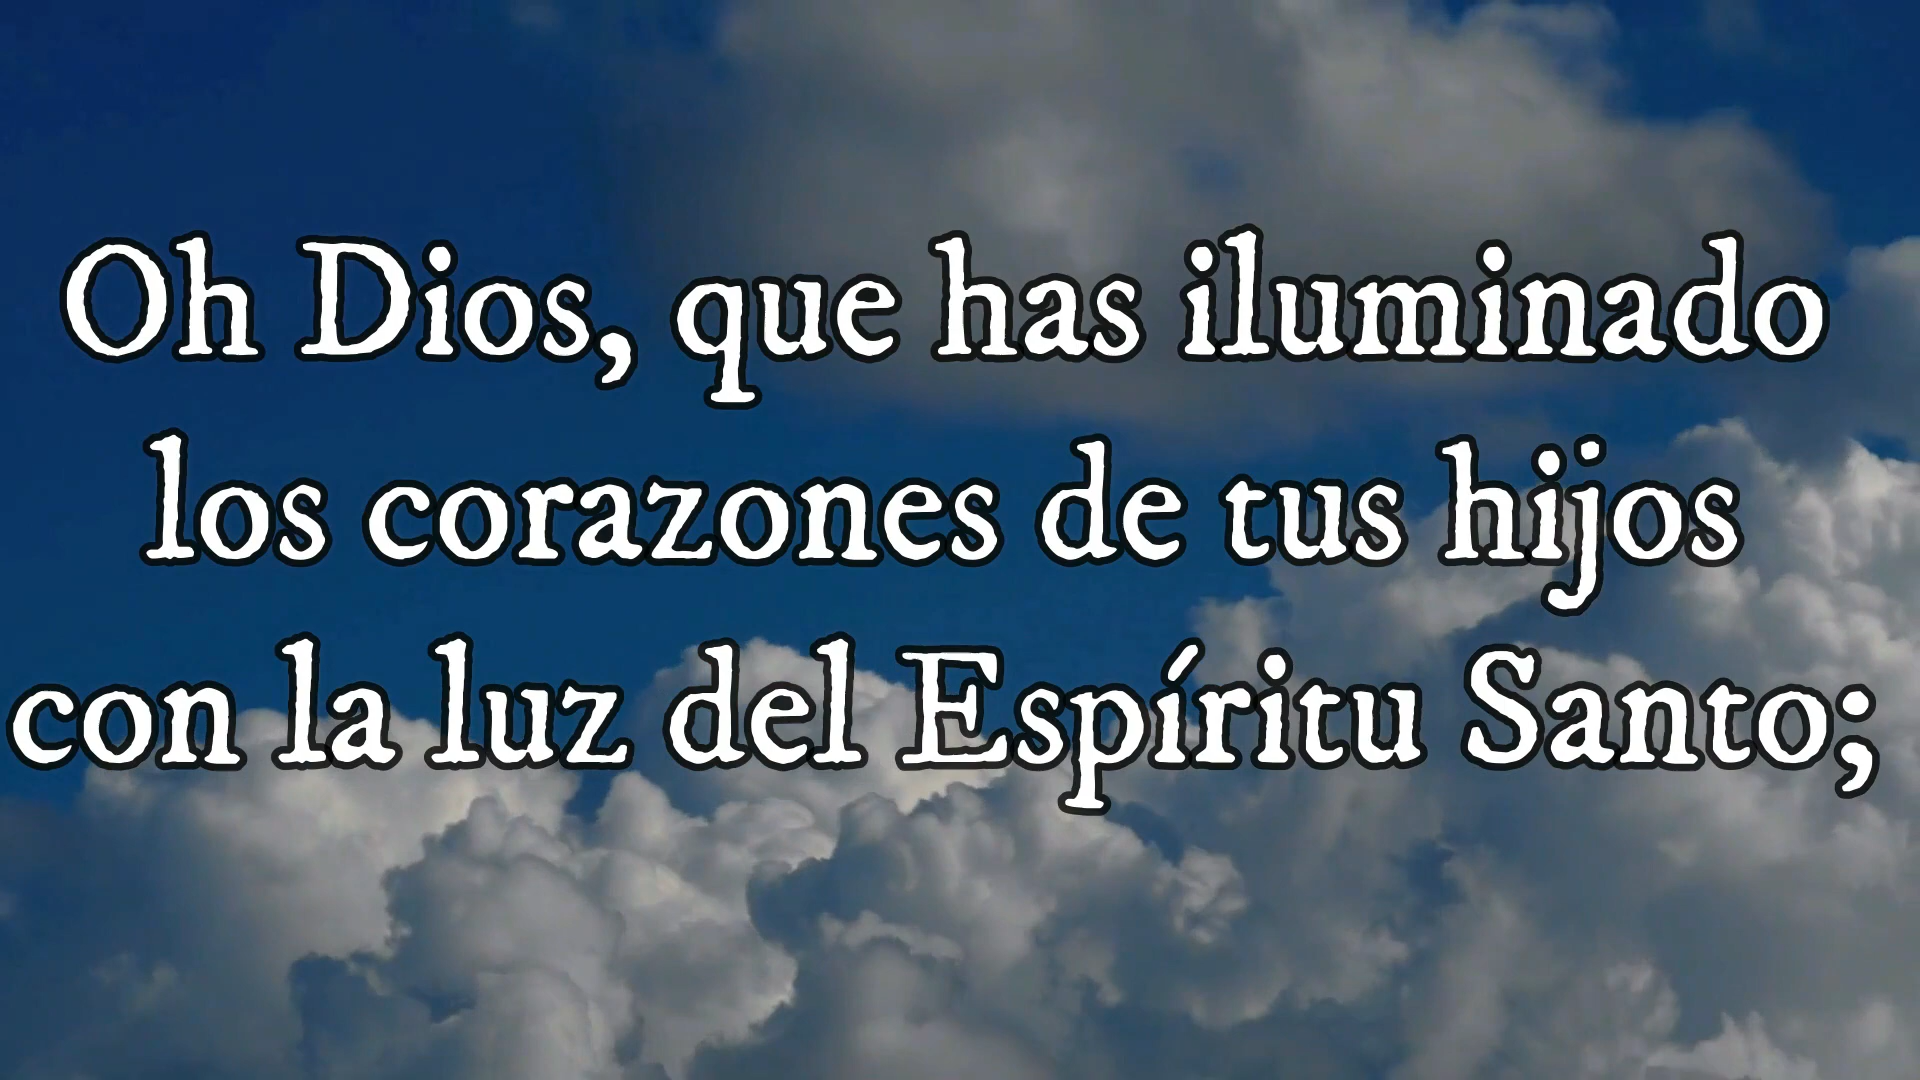 Oh Dios, que has iluminado
los corazones de tus hijos
con la luz del Espíritu Santo;